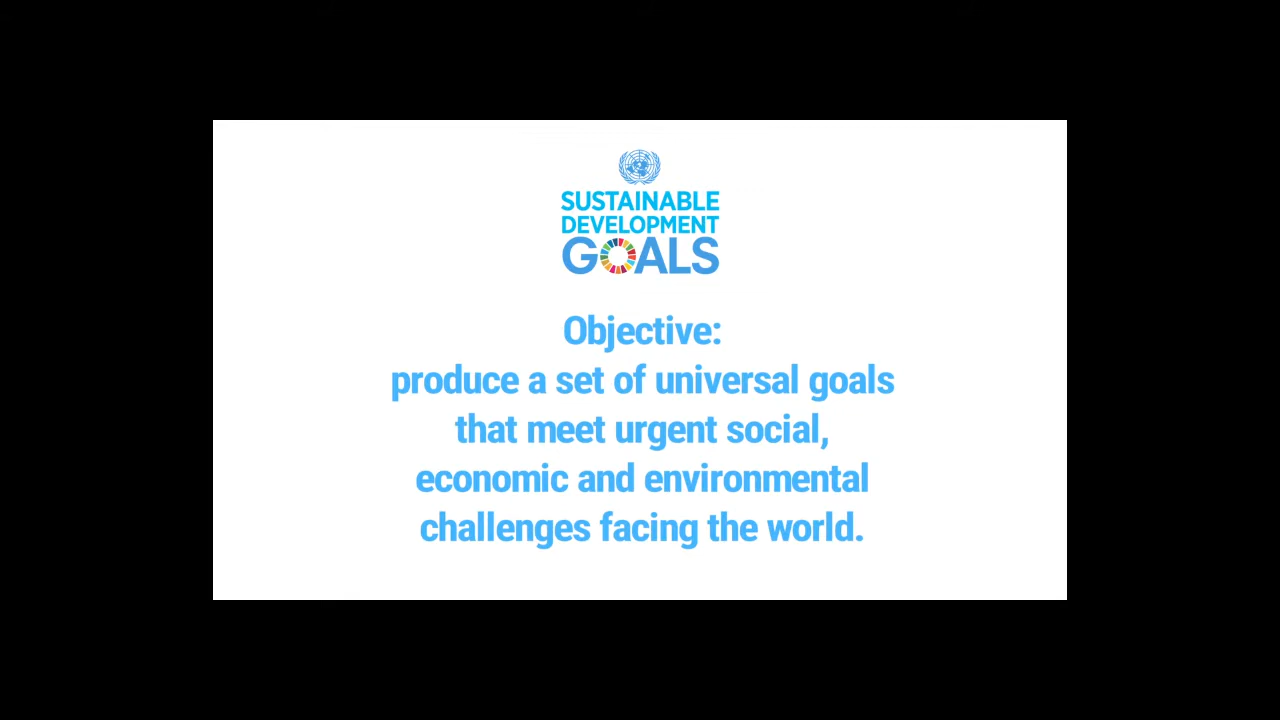 SUSTAINABLE
DEVELOPMENT
GOALS
Objective:
produce a set of universal goals
that meet urgent social,
economic and environmental
challenges facing the world.